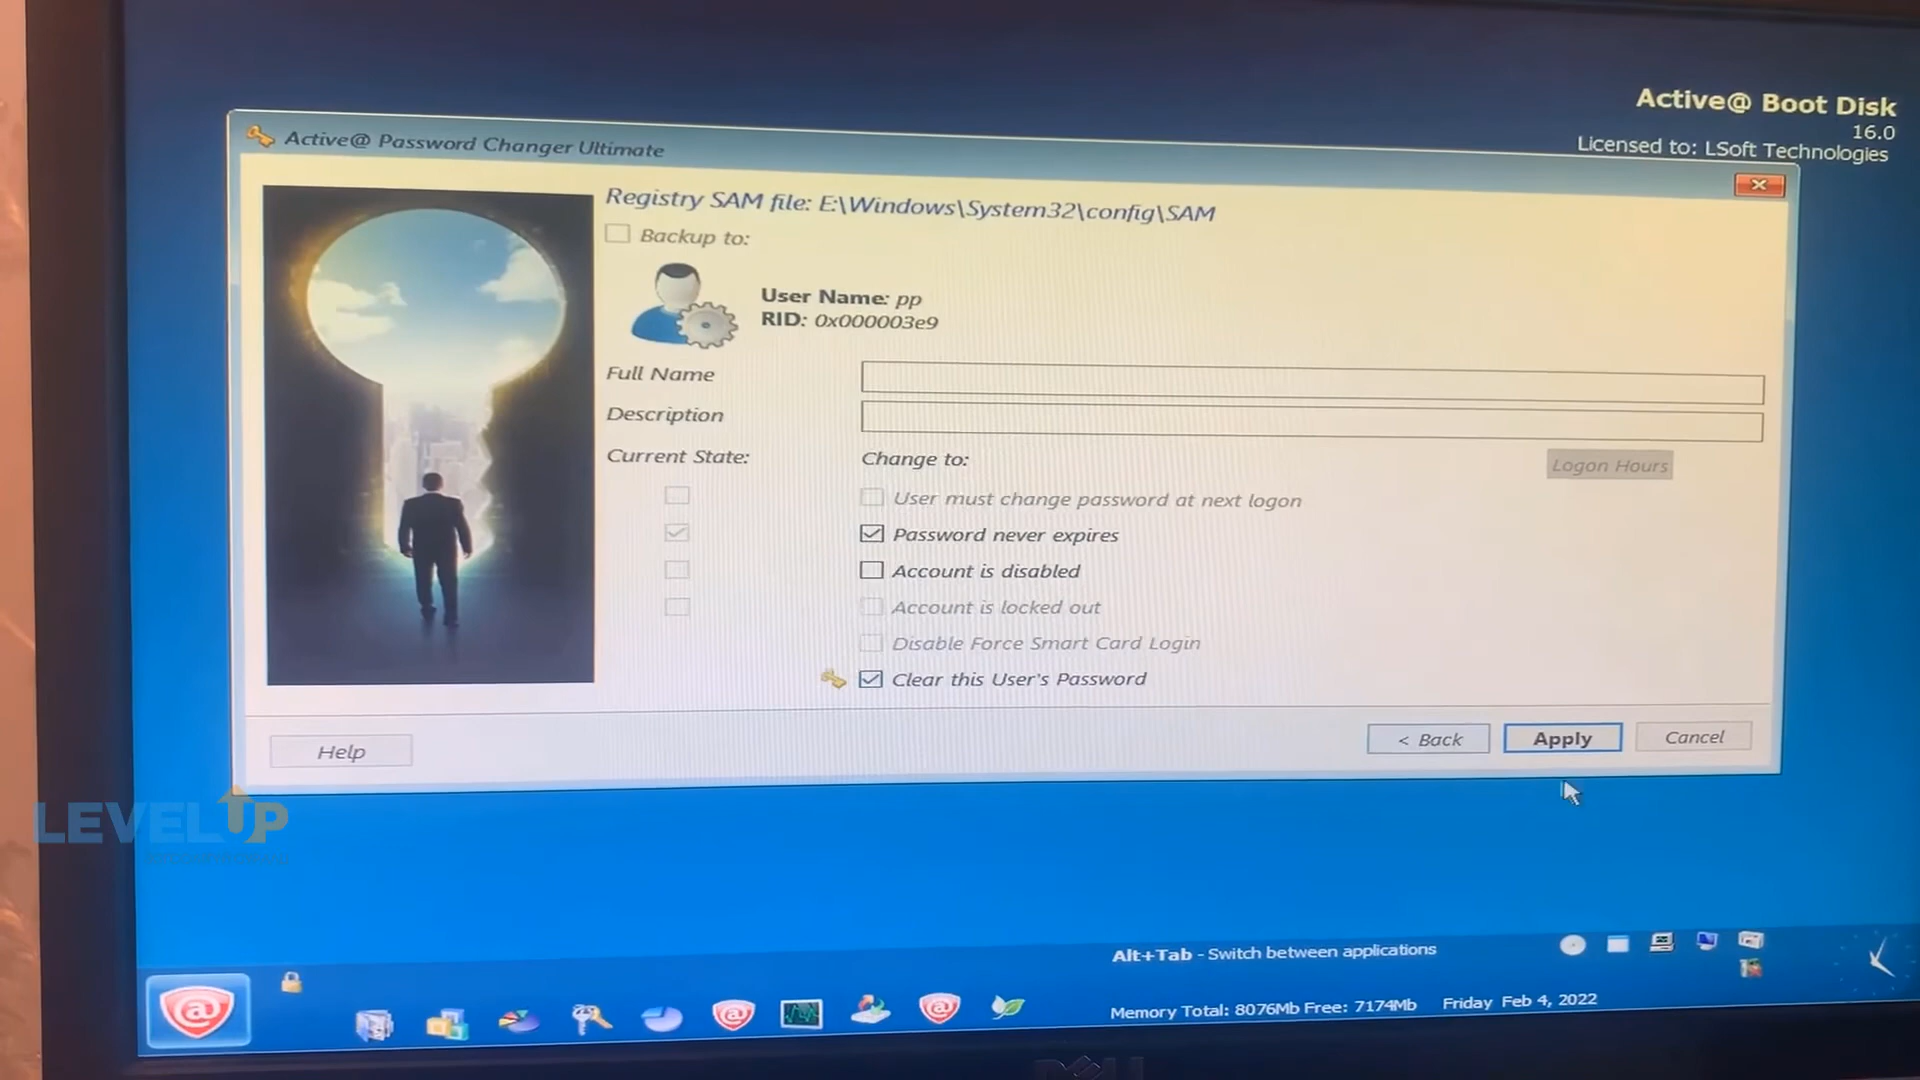 Active@ Boot Disk
16.0
Licensed to: LSoft Technologies
Active@ Password Changer Ultimate
Registry SAM file: E:\Windows\System32\config\SAM
Backup to:
User Name: pp
RID: 0x000003e9
Full Name
Description
Current State:
Change to:
Logon Hours
User must change password at next logon
Password never expires
Account is disabled
Account is locked out
Disable Force Smart Card Login
Clear this User's Password
Help
< Back
Apply
Cancel
LEVEL UP
Alt+Tab - Switch between applications
Memory Total: 8076Mb Free: 7174Mb
Friday Feb 4, 2022